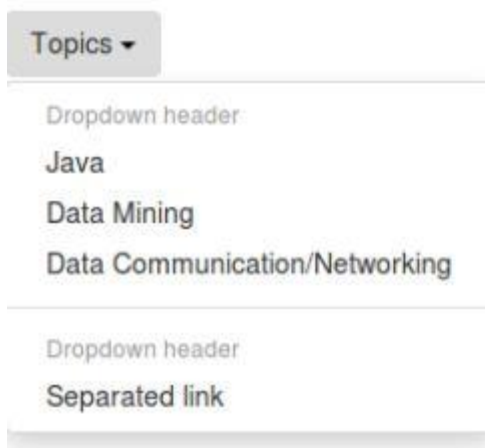 Topics
Dropdown header
Java
Data Mining
Data Communication/Networking
Dropdown header
Separated link